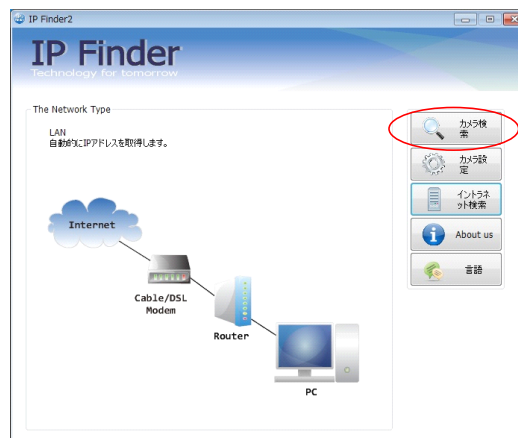 IP Finder2
IP Finder
Technology for tomorrow
The Network Type
LAN
自動的にIPアドレスを取得します。
Internet
Cable/DSL
Modem
Router
PC
カメラ検
索
カメラ設
定
イントラネ
ット検索
About us
言語